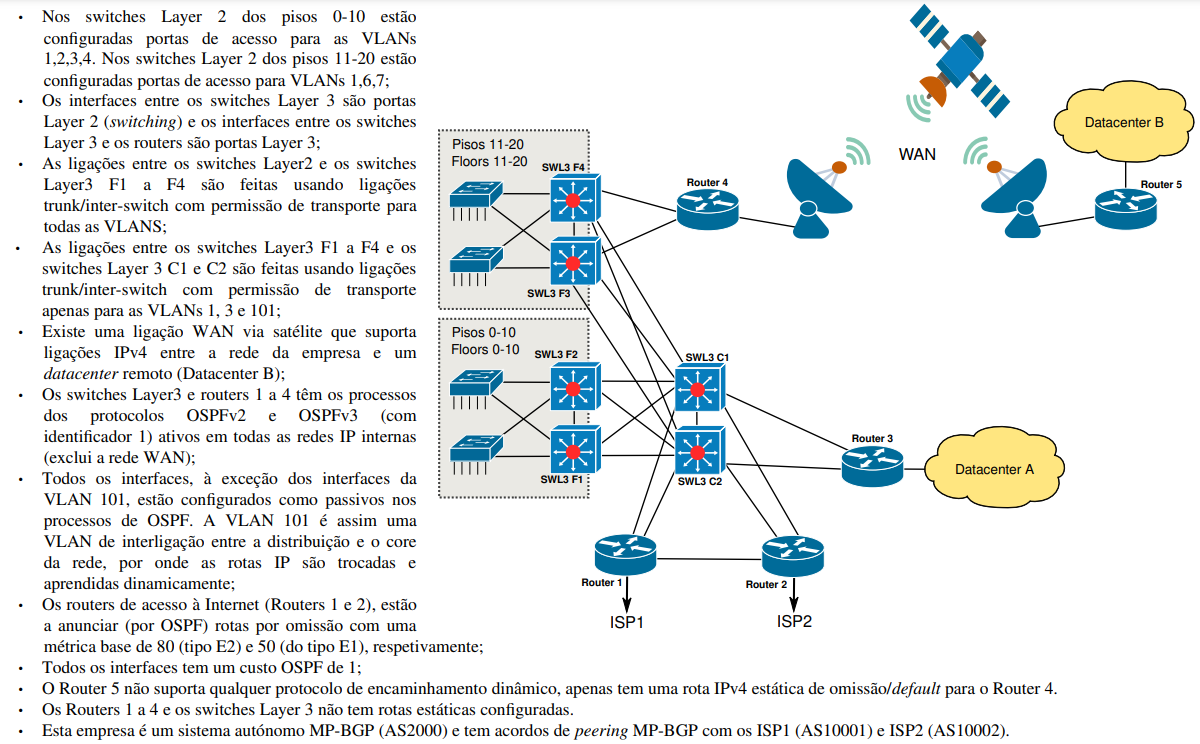 • Nos switches Layer 2 dos pisos 0-10 estão
configuradas portas de acesso para as VLANs
1,2,3,4. Nos switches Layer 2 dos pisos 11-20 estão
configuradas portas de acesso para VLANs 1,6,7;
• Os interfaces entre os switches Layer 3 são portas
Layer 2 (switching) e os interfaces entre os switches
Layer 3 e os routers são portas Layer 3;
• As ligações entre os switches Layer2 e os switches
Layer3 F1 a F4 são feitas usando ligações
trunk/inter-switch com permissão de transporte para
todas as VLANS;
• As ligações entre os switches Layer3 F1 a F4 e os
switches Layer 3 C1 e C2 são feitas usando ligações
trunk/inter-switch com permissão de transporte
apenas para as VLANs 1, 3 e 101;
• Existe uma ligação WAN via satélite que suporta
ligações IPv4 entre a rede da empresa e um
datacenter remoto (Datacenter B);
• Os switches Layer3 e routers 1 a 4 têm os processos
dos protocolos OSPFv2 e OSPFv3 (com
identificador 1) ativos em todas as redes IP internas
(exclui a rede WAN);
• Todos os interfaces, à exceção dos interfaces da
VLAN 101, estão configurados como passivos nos
processos de OSPF. A VLAN 101 é assim uma
VLAN de interligação entre a distribuição e o core
da rede, por onde as rotas IP são trocadas e
aprendidas dinamicamente;
• Os routers de acesso à Internet (Routers 1 e 2), estão
a anunciar (por OSPF) rotas por omissão com uma
métrica base de 80 (tipo E2) e 50 (do tipo E1), respetivamente;
• Todos os interfaces tem um custo OSPF de 1;
• O Router 5 não suporta qualquer protocolo de encaminhamento dinâmico, apenas tem uma rota IPv4 estática de omissão/default para o Router 4.
• Os Routers 1 a 4 e os switches Layer 3 não tem rotas estáticas configuradas.
• Esta empresa é um sistema autónomo MP-BGP (AS2000) e tem acordos de peering MP-BGP com os ISP1 (AS10001) e ISP2 (AS10002).
Pisos 11-20
Floors 11-20
SWL3 F4
SWL3 F3
Pisos 0-10
Floors 0-10
SWL3 F2
SWL3 F1
SWL3 C1
SWL3 C2
Router 4
WAN
Datacenter B
Router 5
Router 3
Datacenter A
Router 1
Router 2
ISP1
ISP2